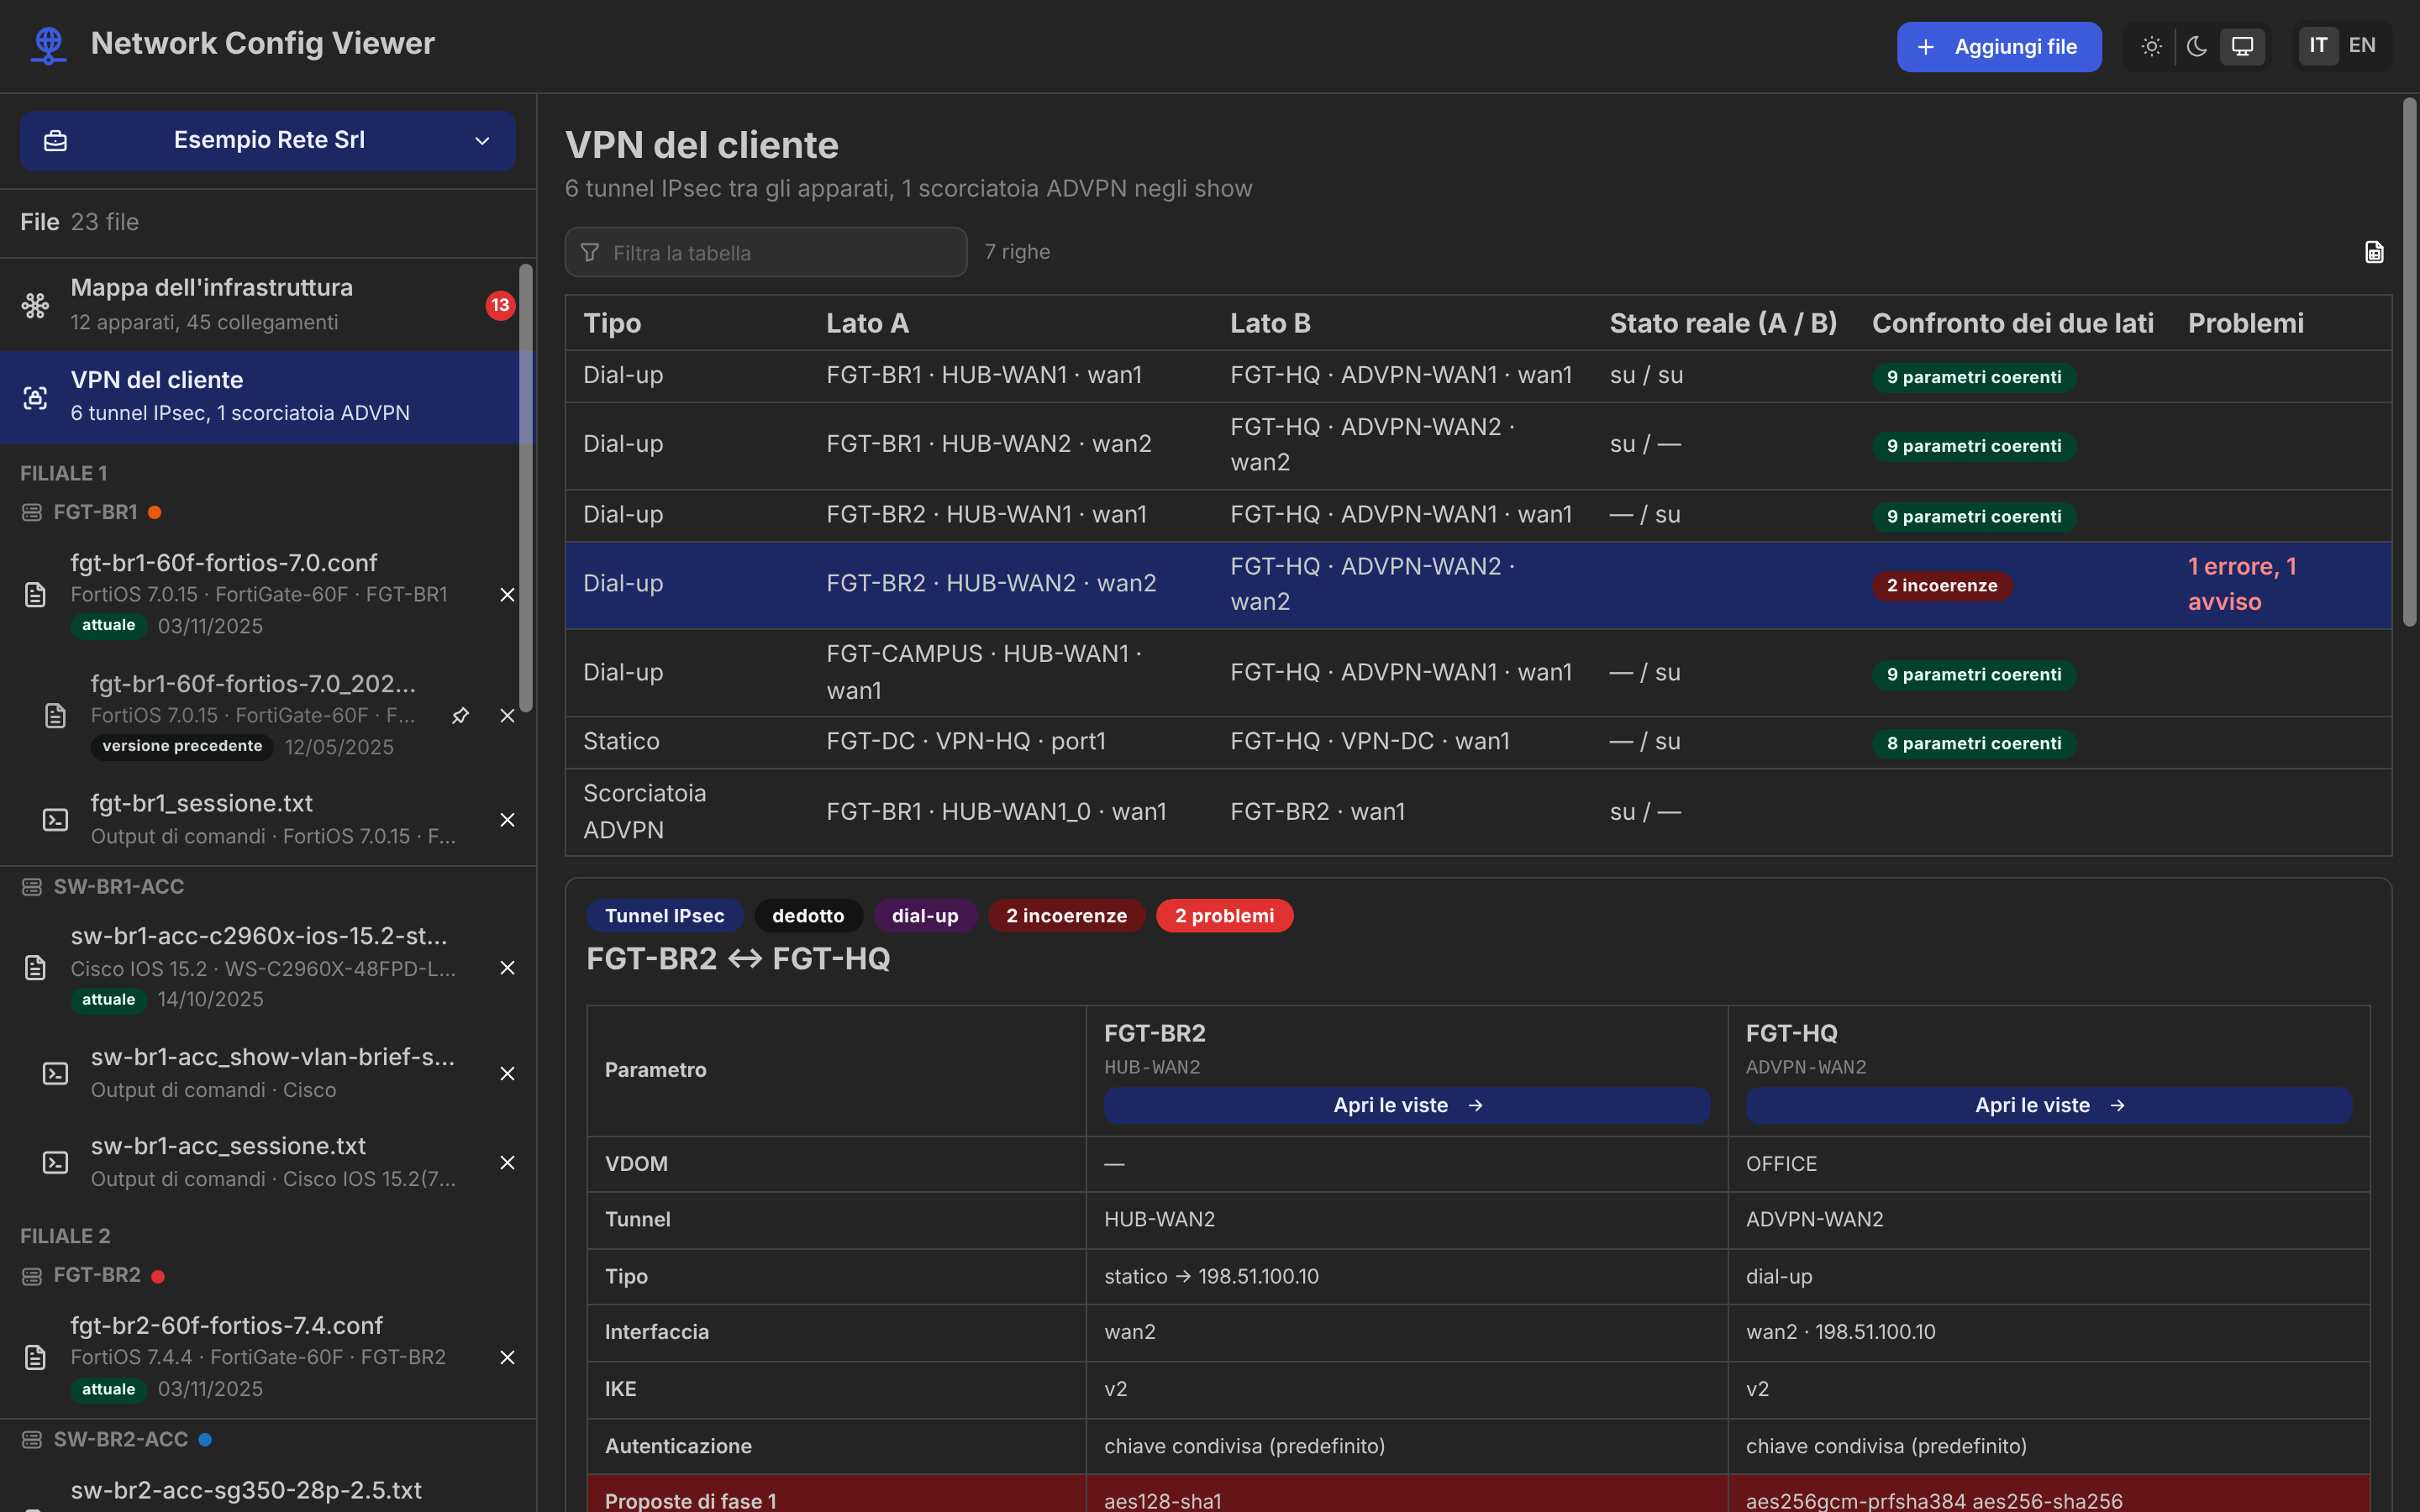 Network Config Viewer
Aggiungi file
IT EN
Esempio Rete Srl
File 23 file
Mappa dell'infrastruttura
12 apparati, 45 collegamenti
13
VPN del cliente
6 tunnel IPsec, 1 scorciatoia ADVPN
FILIALE 1
FGT-BR1
fgt-br1-60f-fortios-7.0.conf
FortiOS 7.0.15 · FortiGate-60F · FGT-BR1
attuale 03/11/2025
fgt-br1-60f-fortios-7.0_202...
FortiOS 7.0.15 · FortiGate-60F · F...
versione precedente 12/05/2025
fgt-br1_sessione.txt
Output di comandi · FortiOS 7.0.15 · F...
SW-BR1-ACC
sw-br1-acc-c2960x-ios-15.2-st...
Cisco IOS 15.2 · WS-C2960X-48FPD-L...
attuale 14/10/2025
sw-br1-acc_show-vlan-brief-s...
Output di comandi · Cisco
sw-br1-acc_sessione.txt
Output di comandi · Cisco IOS 15.2(7...
FILIALE 2
FGT-BR2
fgt-br2-60f-fortios-7.4.conf
FortiOS 7.4.4 · FortiGate-60F · FGT-BR2
attuale 03/11/2025
SW-BR2-ACC
sw-br2-acc-sg350-28p-2.5.txt
VPN del cliente
6 tunnel IPsec tra gli apparati, 1 scorciatoia ADVPN negli show
Filtra la tabella 7 righe
Tipo Lato A Lato B Stato reale (A / B) Confronto dei due lati Problemi
Dial-up FGT-BR1 · HUB-WAN1 · wan1 FGT-HQ · ADVPN-WAN1 · wan1 su / su 9 parametri coerenti
Dial-up FGT-BR1 · HUB-WAN2 · wan2 FGT-HQ · ADVPN-WAN2 · su / — 9 parametri coerenti
wan2
Dial-up FGT-BR2 · HUB-WAN1 · wan1 FGT-HQ · ADVPN-WAN1 · wan1 — / su 9 parametri coerenti
Dial-up FGT-BR2 · HUB-WAN2 · wan2 FGT-HQ · ADVPN-WAN2 · 2 incoerenze 1 errore, 1
wan2 avviso
Dial-up FGT-CAMPUS · HUB-WAN1 · FGT-HQ · ADVPN-WAN1 · wan1 — / su 9 parametri coerenti
wan1
Statico FGT-DC · VPN-HQ · port1 FGT-HQ · VPN-DC · wan1 — / su 8 parametri coerenti
Scorciatoia FGT-BR1 · HUB-WAN1_0 · wan1 FGT-BR2 · wan1 su / —
ADVPN
Tunnel IPsec dedotto dial-up 2 incoerenze 2 problemi
FGT-BR2 ↔ FGT-HQ
Parametro FGT-BR2 FGT-HQ
HUB-WAN2 ADVPN-WAN2
Apri le viste → Apri le viste →
VDOM — OFFICE
Tunnel HUB-WAN2 ADVPN-WAN2
Tipo statico → 198.51.100.10 dial-up
Interfaccia wan2 wan2 · 198.51.100.10
IKE v2 v2
Autenticazione chiave condivisa (predefinito) chiave condivisa (predefinito)
Proposte di fase 1 aes128-sha1 aes256gcm-prfsha384 aes256-sha256